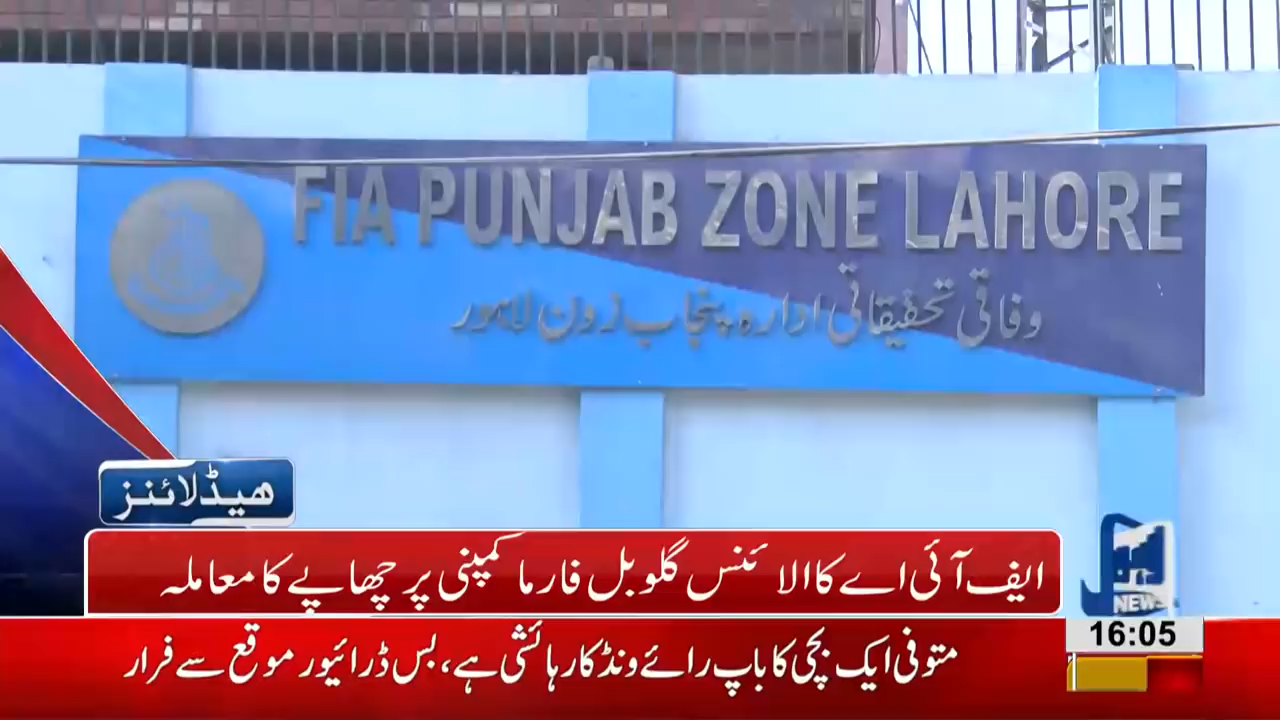 FIA PUNJAB ZONE LAHORE
وفاقی تحقیقاتی ادارہ پنجاب زون لاہور
ھیڈلائنز
ایف آئی اے کا الائنس گلوبل فارما کمپنی پر چھاپے کا معاملہ
NEWS
16:05
متوفی ایک بچی کا باپ رائے ونڈ کا رہائشی ہے، بس ڈرائیور موقع سے فرار